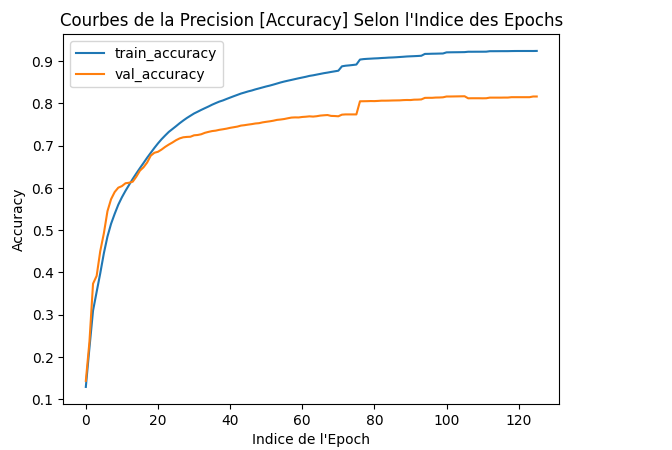 Courbes de la Precision [Accuracy] Selon l'Indice des Epochs
train_accuracy
val_accuracy
0.9
0.8
0.7
0.6
0.5
0.4
0.3
0.2
0.1
Accuracy
0 20 40 60 80 100 120
Indice de l'Epoch